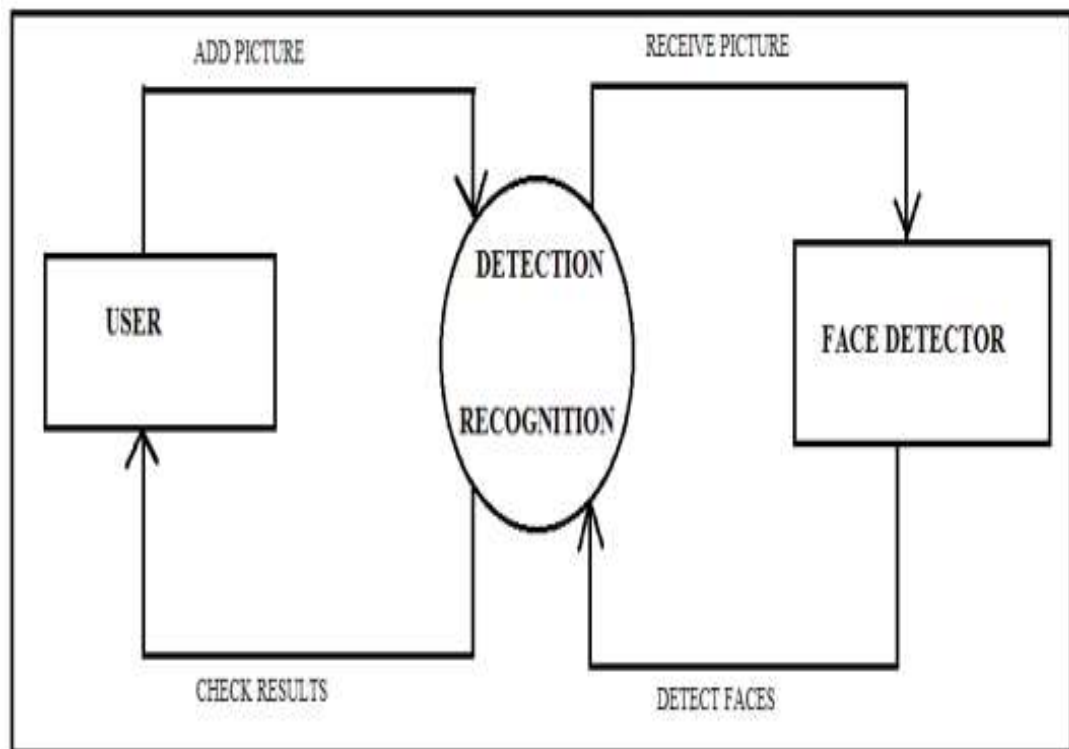 ADD PICTURE
RECEIVE PICTURE
DETECTION
USER
FACE DETECTOR
RECOGNITION
CHECK RESULTS
DETECT FACES